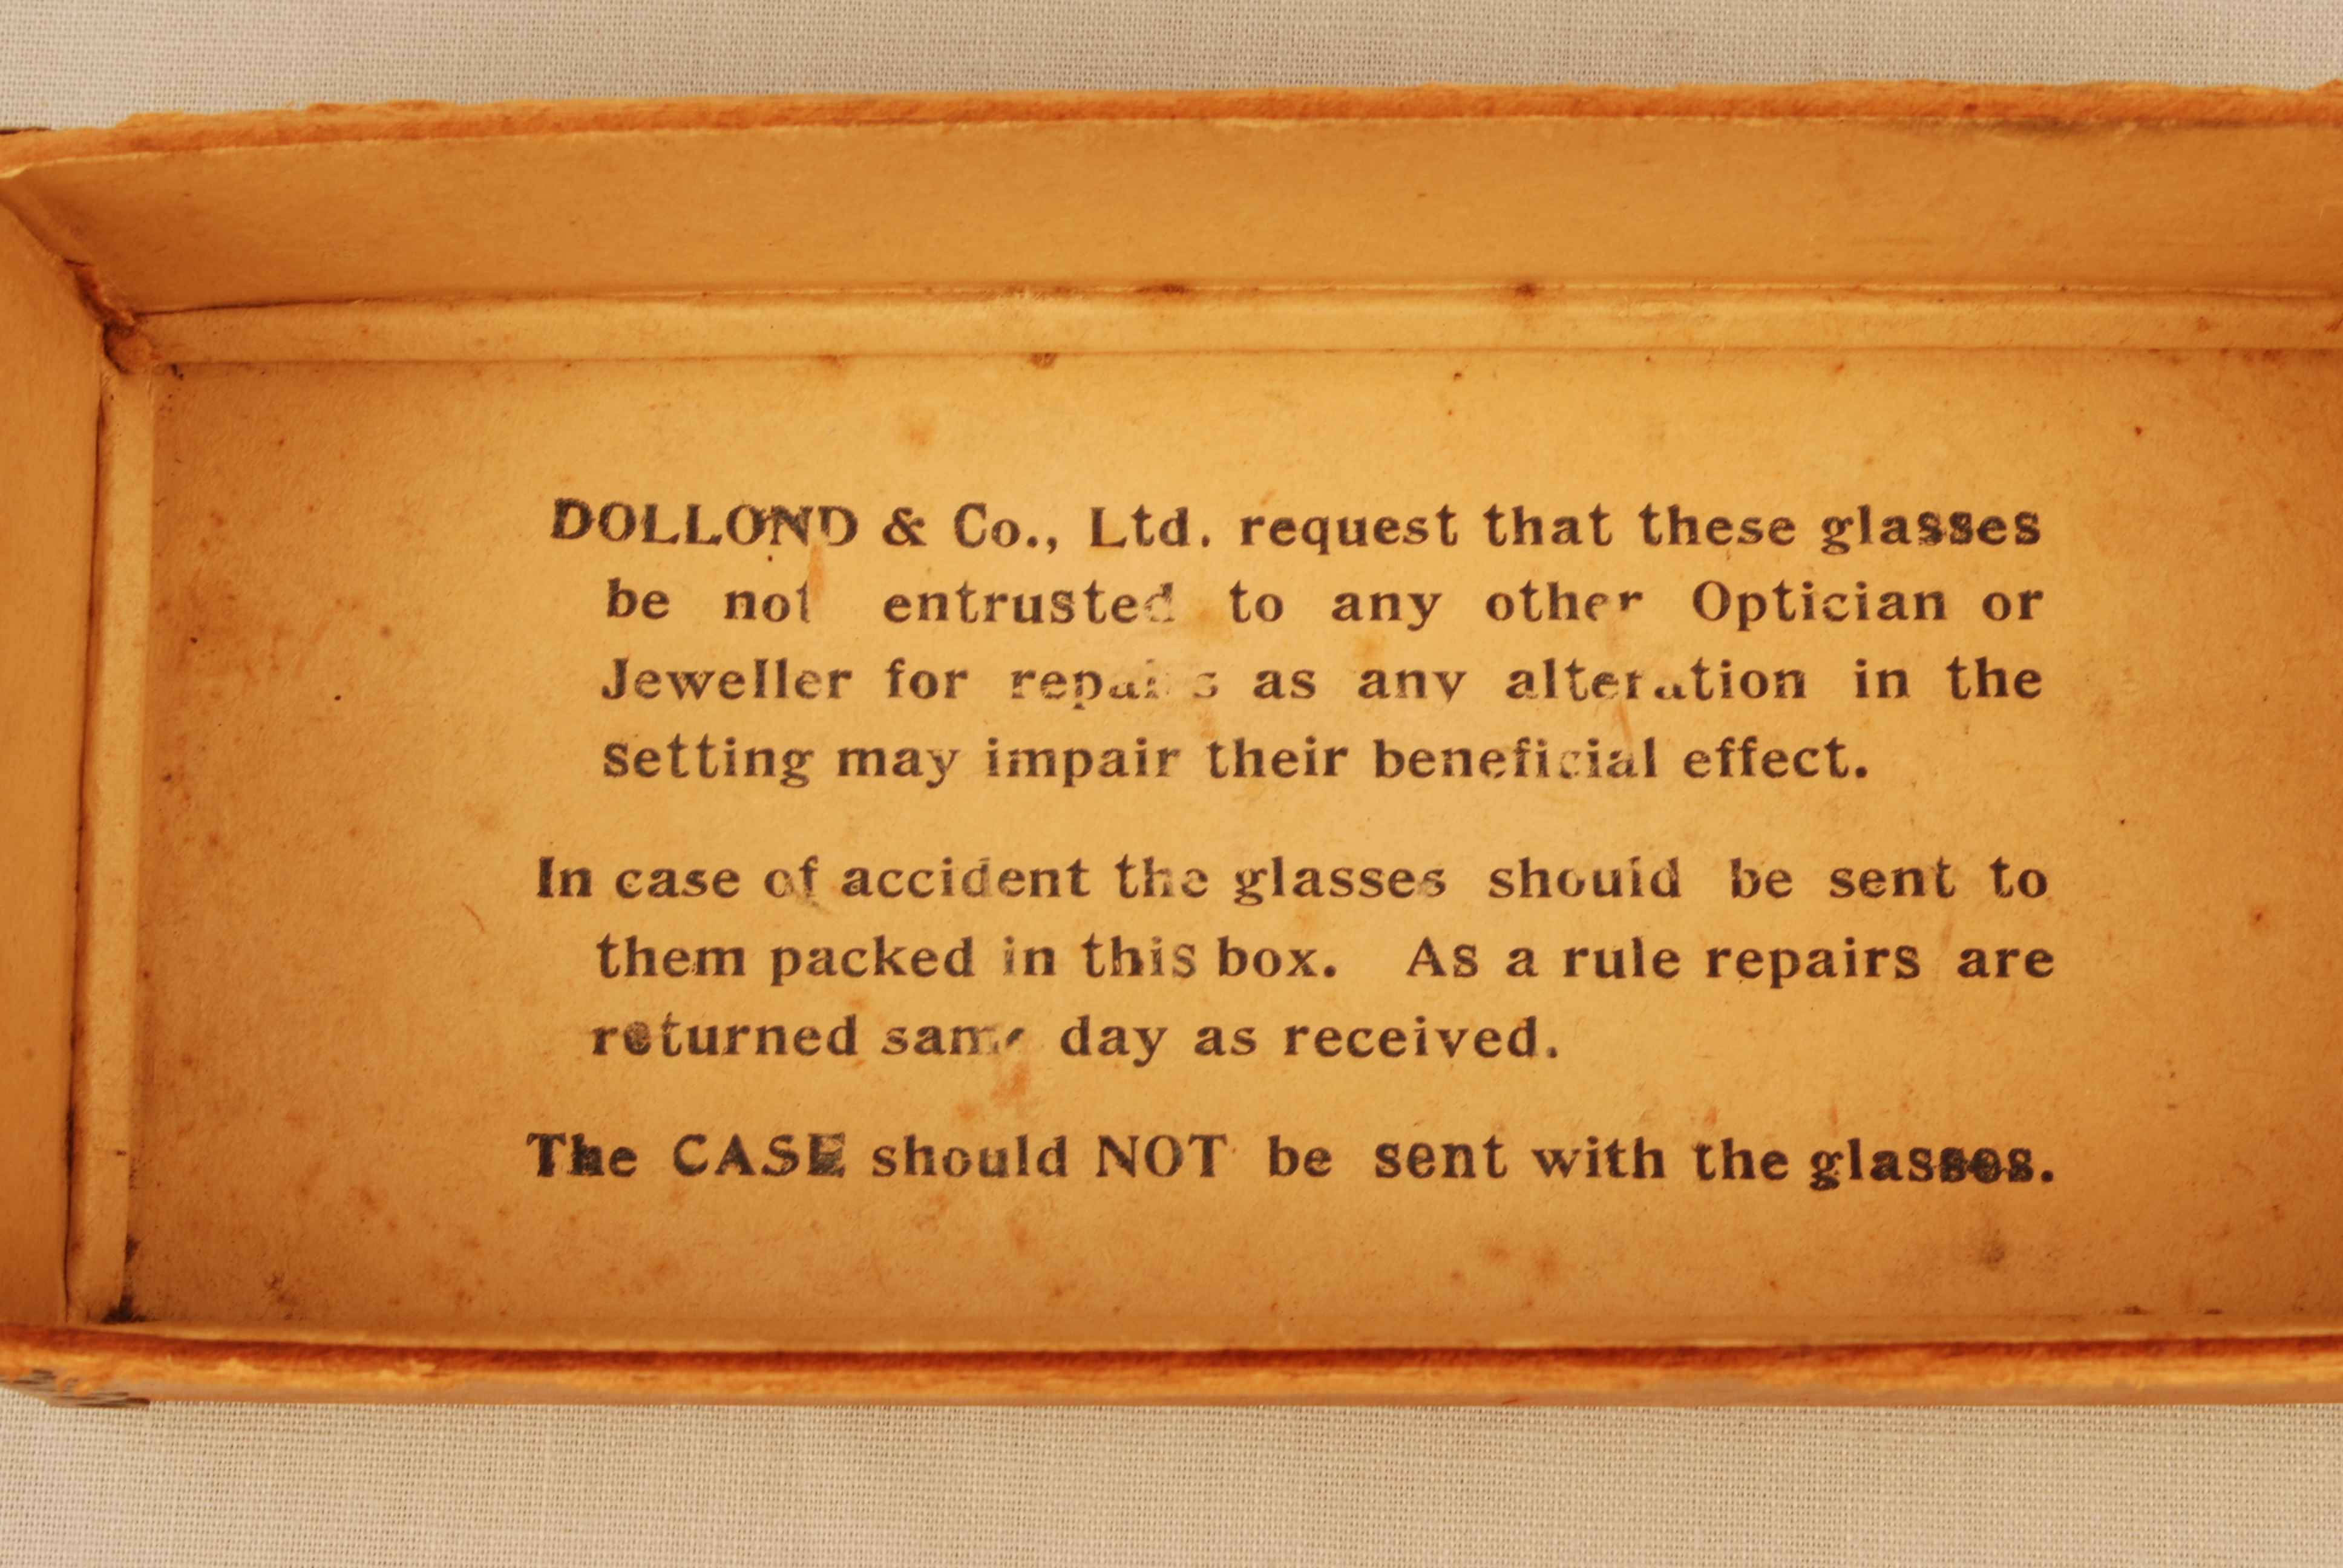 DOLLOND & Co., Ltd. request that these glasses
be not entrusted to any other Optician or
Jeweller for repairs as any alteration in the
setting may impair their beneficial effect.
In case of accident the glasses should be sent to
them packed in this box. As a rule repairs are
returned same day as received.
The CASE should NOT be sent with the glasses.